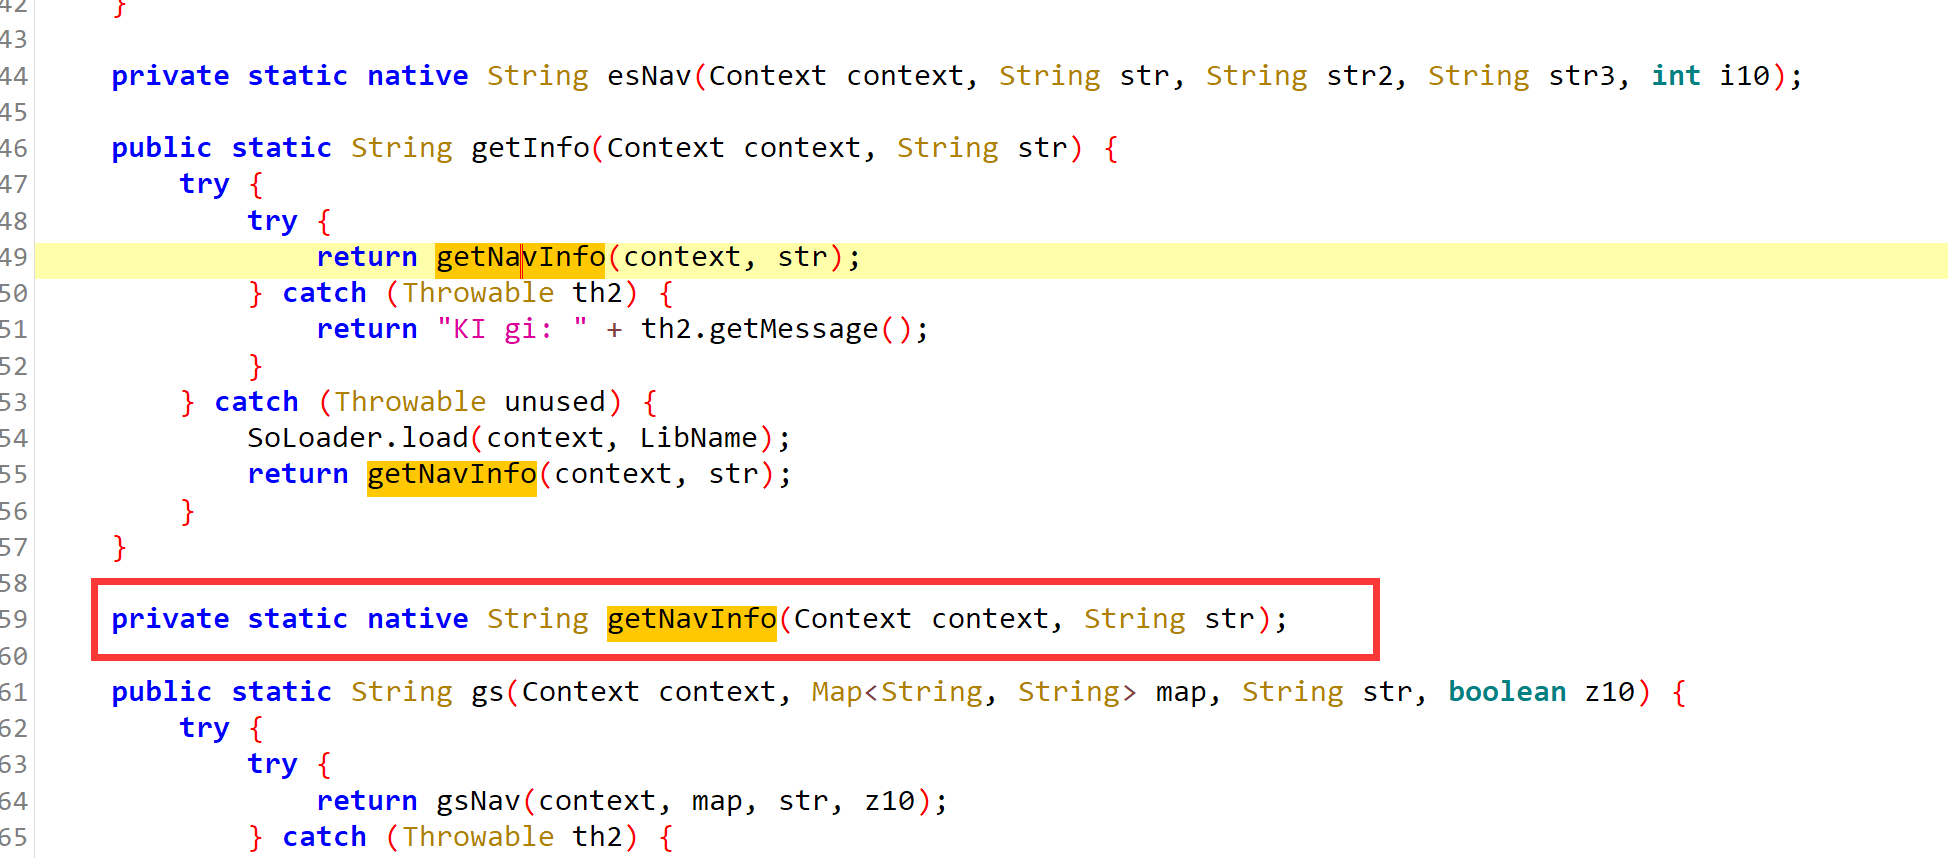 42    }
43
44    private static native String esNav(Context context, String str, String str2, String str3, int i10);
45
46    public static String getInfo(Context context, String str) {
47        try {
48            try {
49                return getNavInfo(context, str);
50            } catch (Throwable th2) {
51                return "KI gi: " + th2.getMessage();
52            }
53        } catch (Throwable unused) {
54            SoLoader.load(context, LibName);
55            return getNavInfo(context, str);
56        }
57    }
58
59    private static native String getNavInfo(Context context, String str);
60
61    public static String gs(Context context, Map<String, String> map, String str, boolean z10) {
62        try {
63            try {
64                return gsNav(context, map, str, z10);
65            } catch (Throwable th2) {